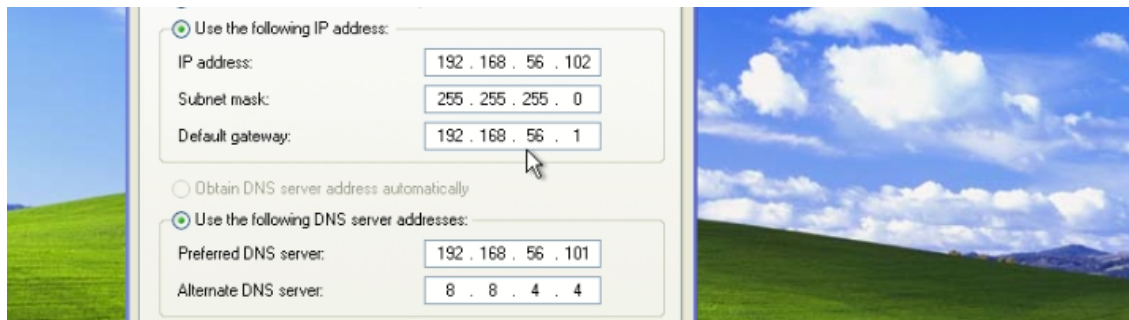 Use the following IP address:
IP address: 192 . 168 . 56 . 102
Subnet mask: 255 . 255 . 255 . 0
Default gateway: 192 . 168 . 56 . 1
Obtain DNS server address automatically
Use the following DNS server addresses:
Preferred DNS server: 192 . 168 . 56 . 101
Alternate DNS server: 8 . 8 . 4 . 4